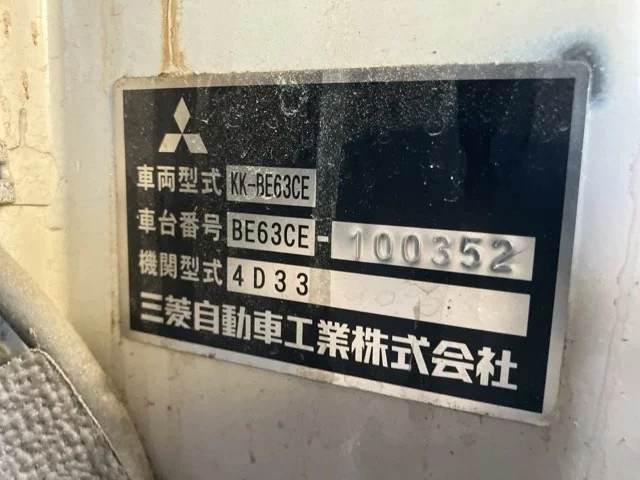 車両型式 KK-BE63CE
車台番号 BE63CE-100352
機関型式 4D33
三菱自動車工業株式会社